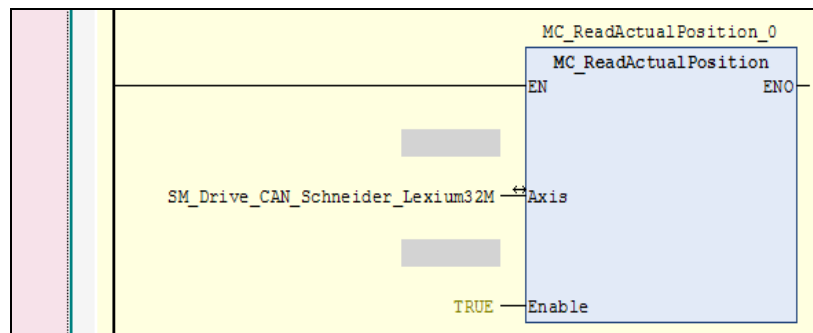 MC_ReadActualPosition_0
MC_ReadActualPosition
EN ENO
SM_Drive_CAN_Schneider_Lexium32M Axis
TRUE Enable